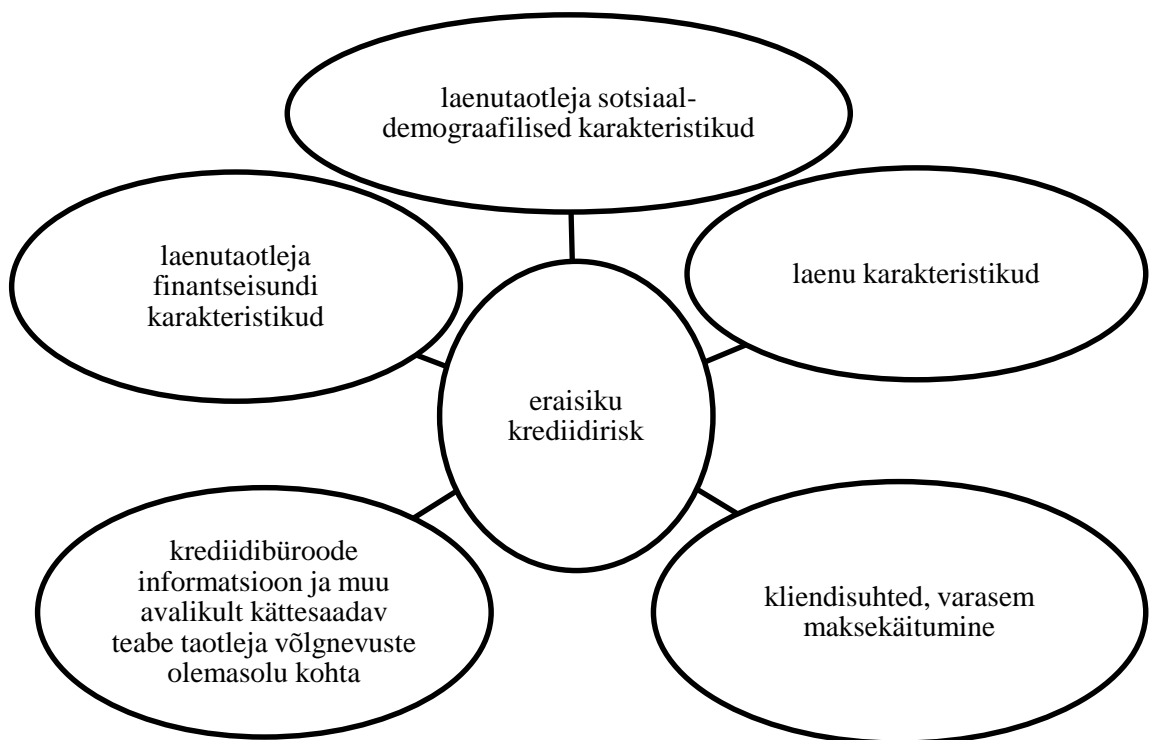 laenutaotleja sotsiaal-
demograafilised karakteristikud
laenutaotleja
finantseisundi
karakteristikud
laenu karakteristikud
eraisiku
krediidirisk
krediidibüroode
informatsioon ja muu
avalikult kättesaadav
teabe taotleja võlgnevuste
olemasolu kohta
kliendisuhted, varasem
maksekäitumine